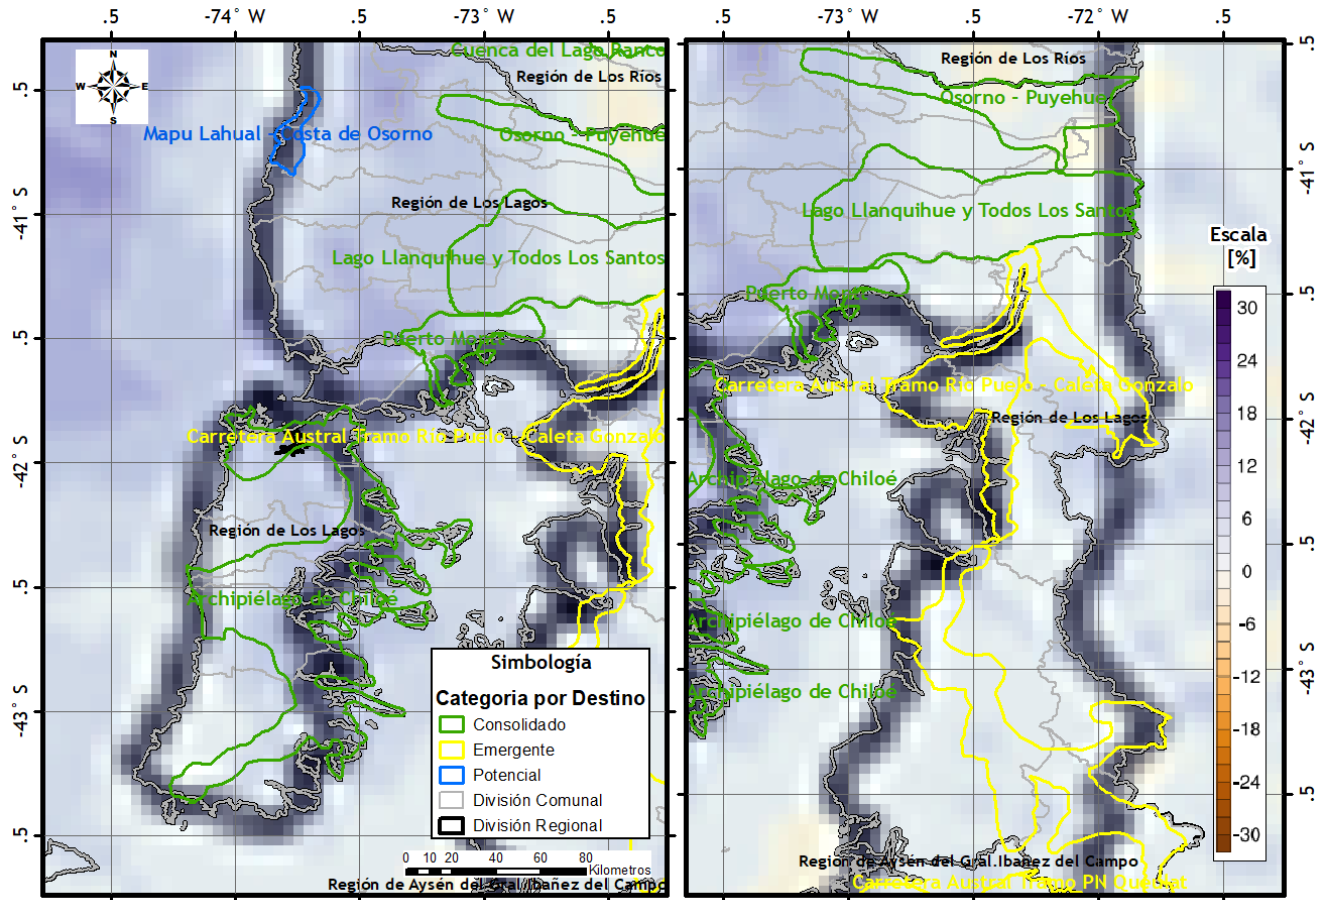 .5 -74° W .5 -73° W .5
.5 -73° W .5 -72° W .5
N
W E
S
.5
-41° S
.5
-42° S
.5
-43° S
.5
Cuenca del Lago Ranco
Región de Los Ríos
Mapu Lahual - Costa de Osorno
Osorno - Puyehue
Región de Los Lagos
Lago Llanquihue y Todos Los Santos
Puerto Montt
Carretera Austral Tramo Rio Puelo - Caleta Gonzalo
Región de Los Lagos
Archipiélago de Chiloé
Simbología
Categoria por Destino
Consolidado
Emergente
Potencial
División Comunal
División Regional
0 10 20 40 60 80
Kilometros
Región de Aysén del Gral.Ibañez del Campo
Región de Los Ríos
Osorno - Puyehue
Lago Llanquihue y Todos Los Santos
Puerto Montt
Carretera Austral Tramo Rio Puelo - Caleta Gonzalo
Región de Los Lagos
Archipiélago de Chiloé
Archipiélago de Chiloé
Archipiélago de Chiloé
Región de Aysén del Gral.Ibañez del Campo
Carretera Austral Tramo PN Queulat
.5
-41° S
.5
-42° S
.5
-43° S
.5
Escala
[%]
30
24
18
12
6
0
-6
-12
-18
-24
-30